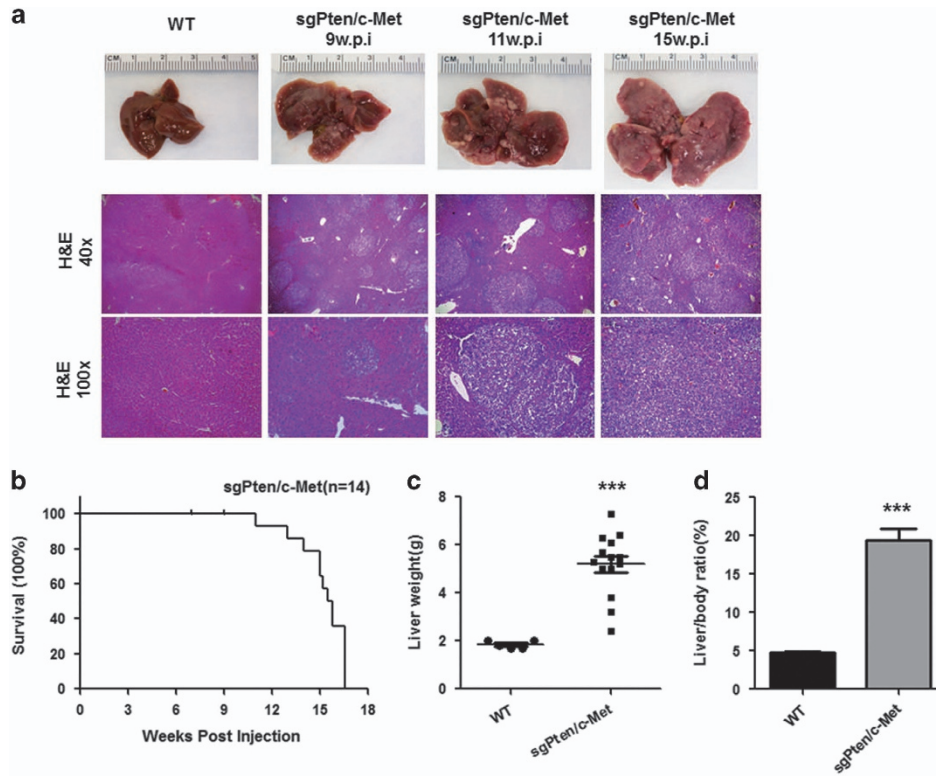 a
WT
sgPten/c-Met
9w.p.i
sgPten/c-Met
11w.p.i
sgPten/c-Met
15w.p.i
CM 1 2 3 4 5
CM 1 2 3 4
CM 1 2 3 4
CM 1 2 3 4
H&E
40x
H&E
100x
b
sgPten/c-Met(n=14)
Survival (100%)
100
80
60
40
20
0
0 3 6 9 12 15 18
Weeks Post Injection
c
***
Liver weight(g)
8
6
4
2
0
WT
sgPten/c-Met
d
***
Liver/body ratio(%)
25
20
15
10
5
0
WT
sgPten/c-Met